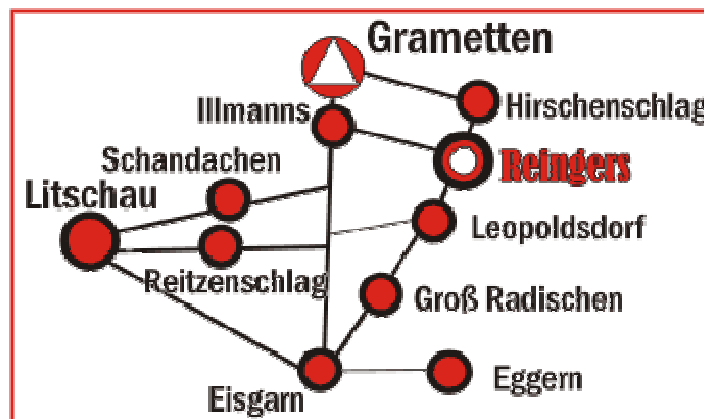 Grametten
Illmanns
Hirschenschlag
Schandachen
Reingers
Litschau
Leopoldsdorf
Reitzenschlag
Groß Radischen
Eisgarn
Eggern